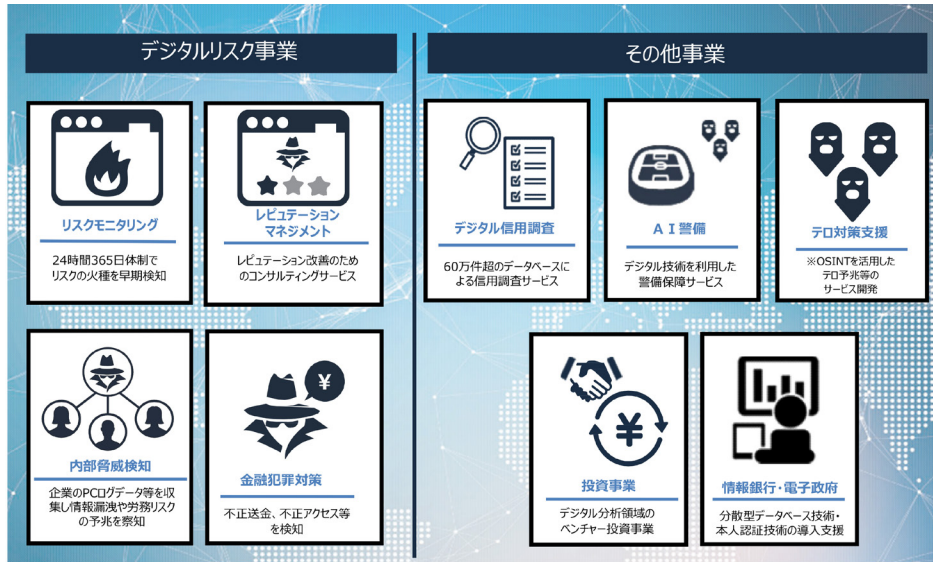 デジタルリスク事業
リスクモニタリング
24時間365日体制で
リスクの火種を早期検知
レピュテーション
マネジメント
レピュテーション改善のため
のコンサルティングサービス
内部脅威検知
企業のPCログデータ等を収
集し情報漏洩や労務リスク
の予兆を察知
¥
金融犯罪対策
不正送金、不正アクセス等
を検知
その他事業
デジタル信用調査
60万件超のデータベースに
よる信用調査サービス
AI警備
デジタル技術を利用した
警備保障サービス
テロ対策支援
※OSINTを活用した
テロ予兆等の
サービス開発
¥
投資事業
デジタル分析領域の
ベンチャー投資事業
情報銀行・電子政府
分散型データベース技術・
本人認証技術の導入支援